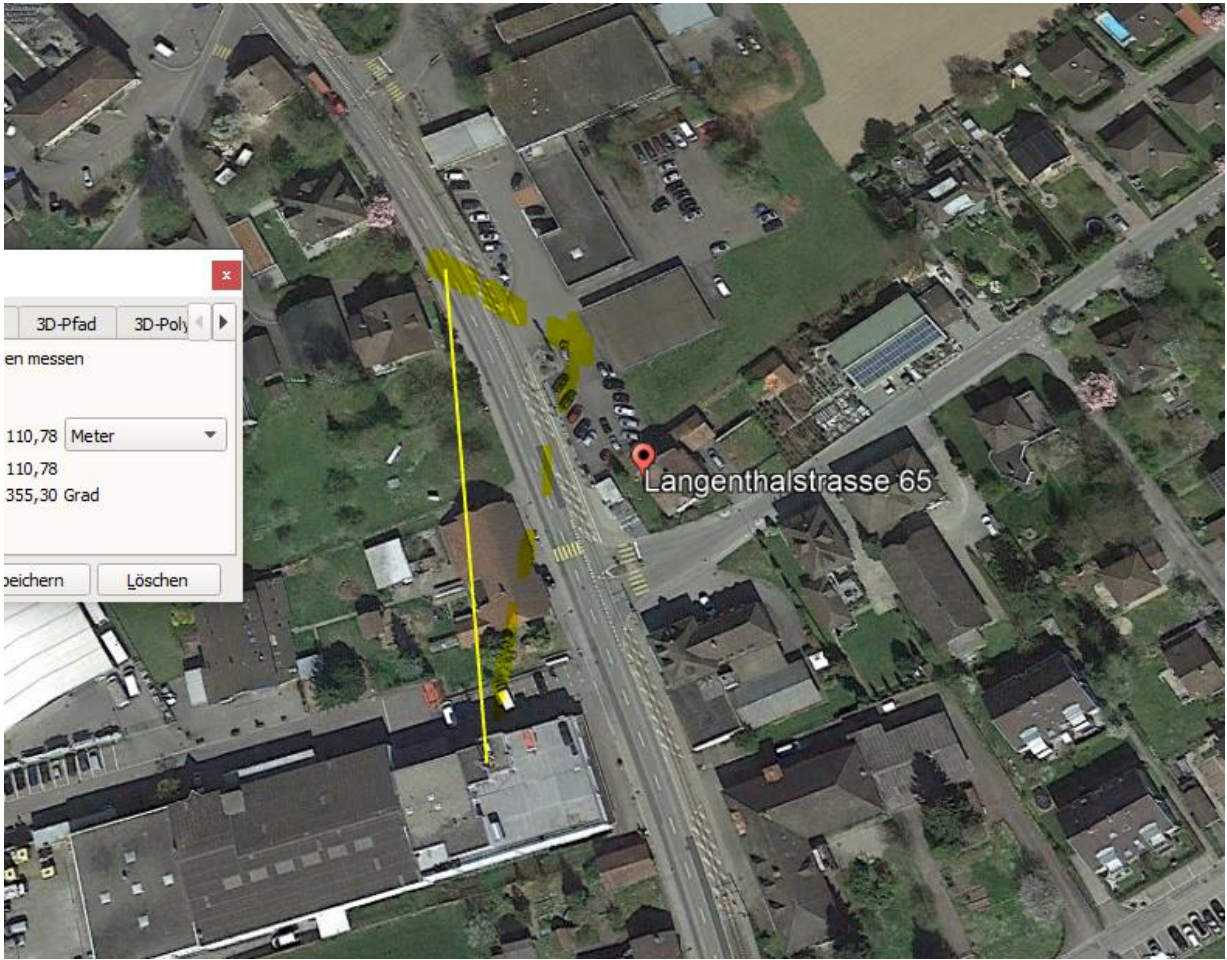 3D-Pfad 3D-Poly
en messen
110,78 Meter
110,78
355,30 Grad
peichern Löschen
Langenthalstrasse 65